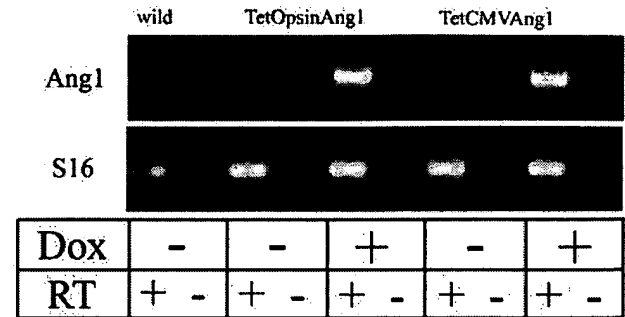 wild TetOpsinAng1 TetCMVAng1
Ang1
S16
Dox - - + - +
RT + - + - + - + - + -